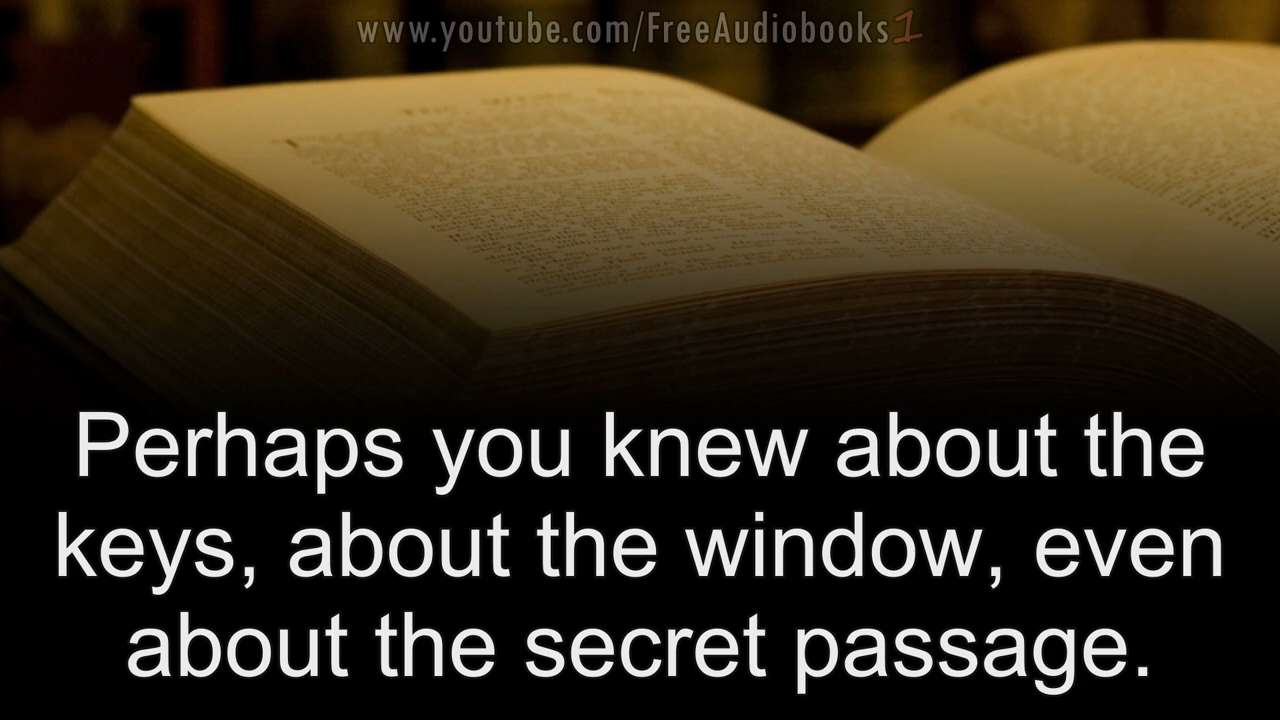 www.youtube.com/FreeAudiobooks1
Perhaps you knew about the
keys, about the window, even
about the secret passage.